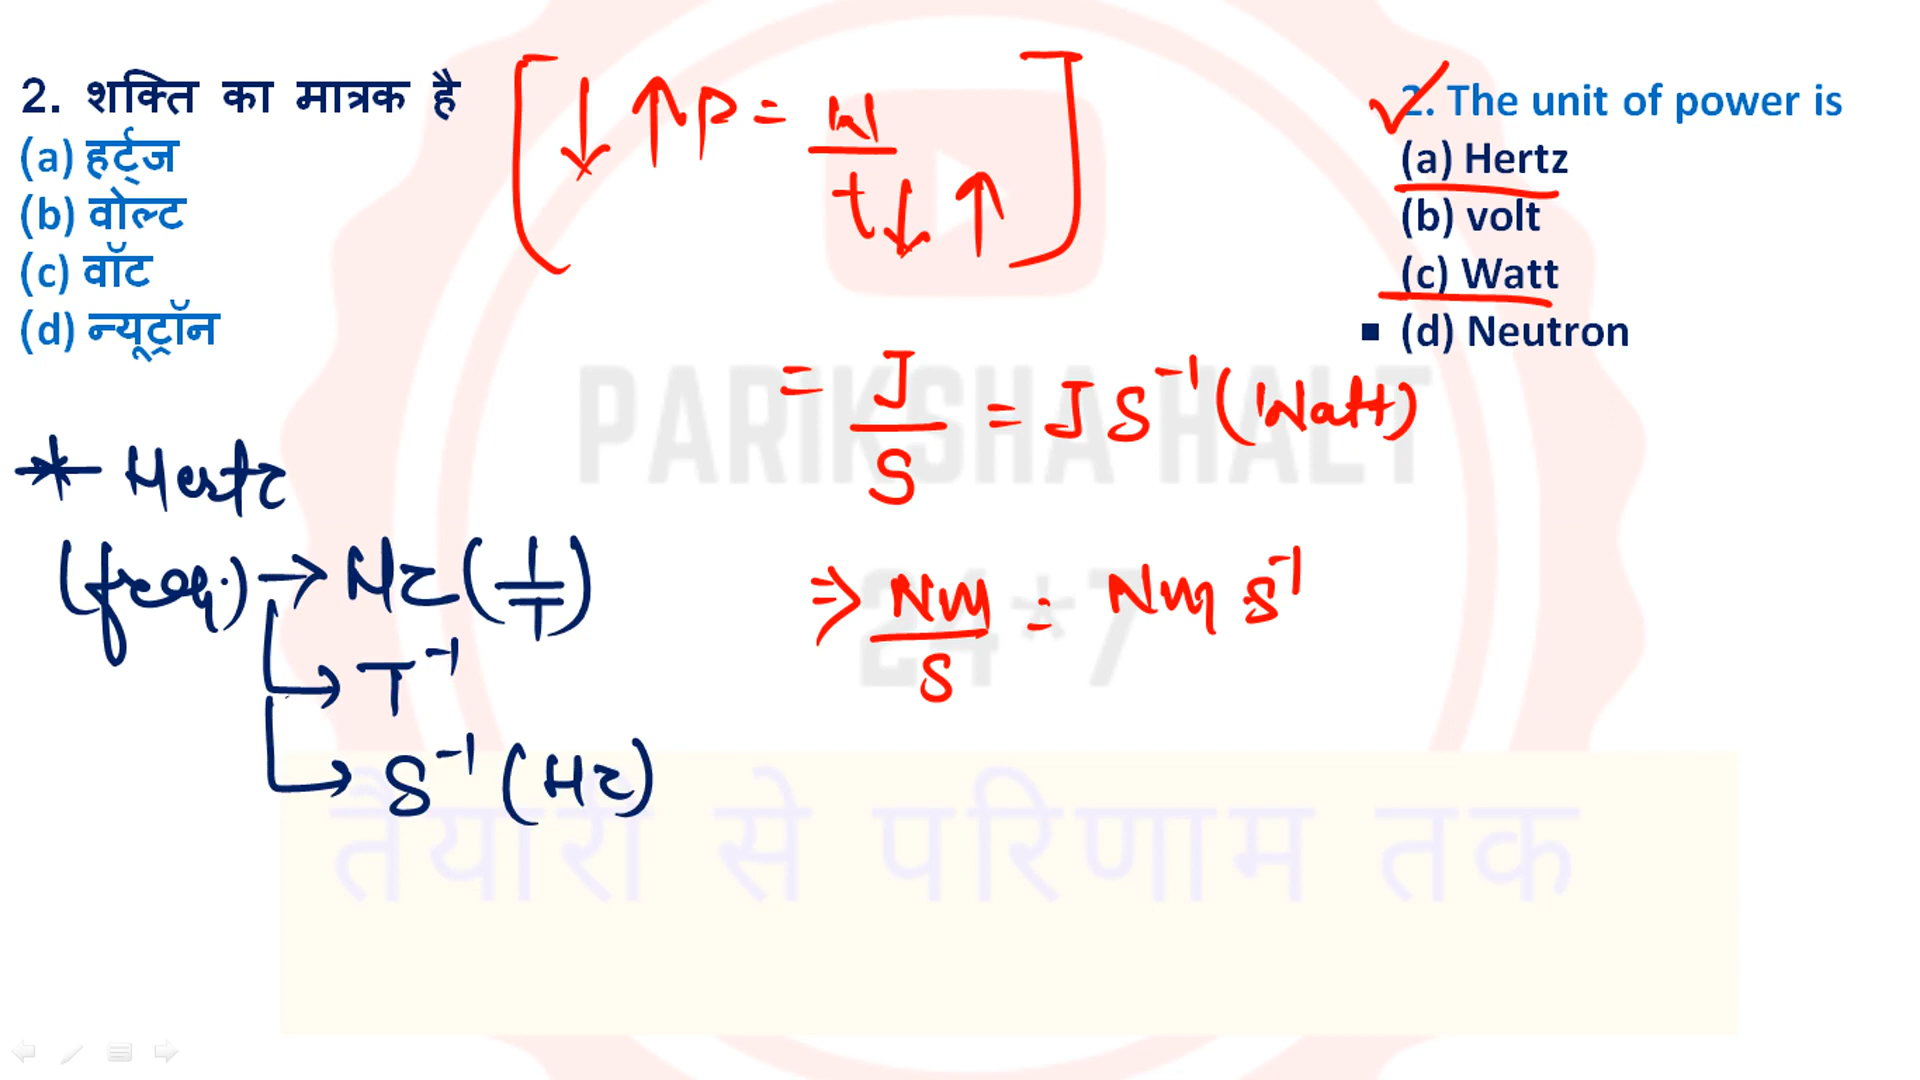 2. शक्ति का मात्रक है
(a) हर्ट्ज
(b) वोल्ट
(c) वॉट
(d) न्यूट्रॉन
↓ ↑ P = W / t ↓ ↑
2. The unit of power is
(a) Hertz
(b) volt
(c) Watt
(d) Neutron
= J / S = J S⁻¹ (Watt)
⇒ Nm / S = Nm S⁻¹
* Hertz
(freq.) → Hz (1/T)
→ T⁻¹
→ S⁻¹ (Hz)
PARIKSHA HALT
24*7
तैयारी से परिणाम तक